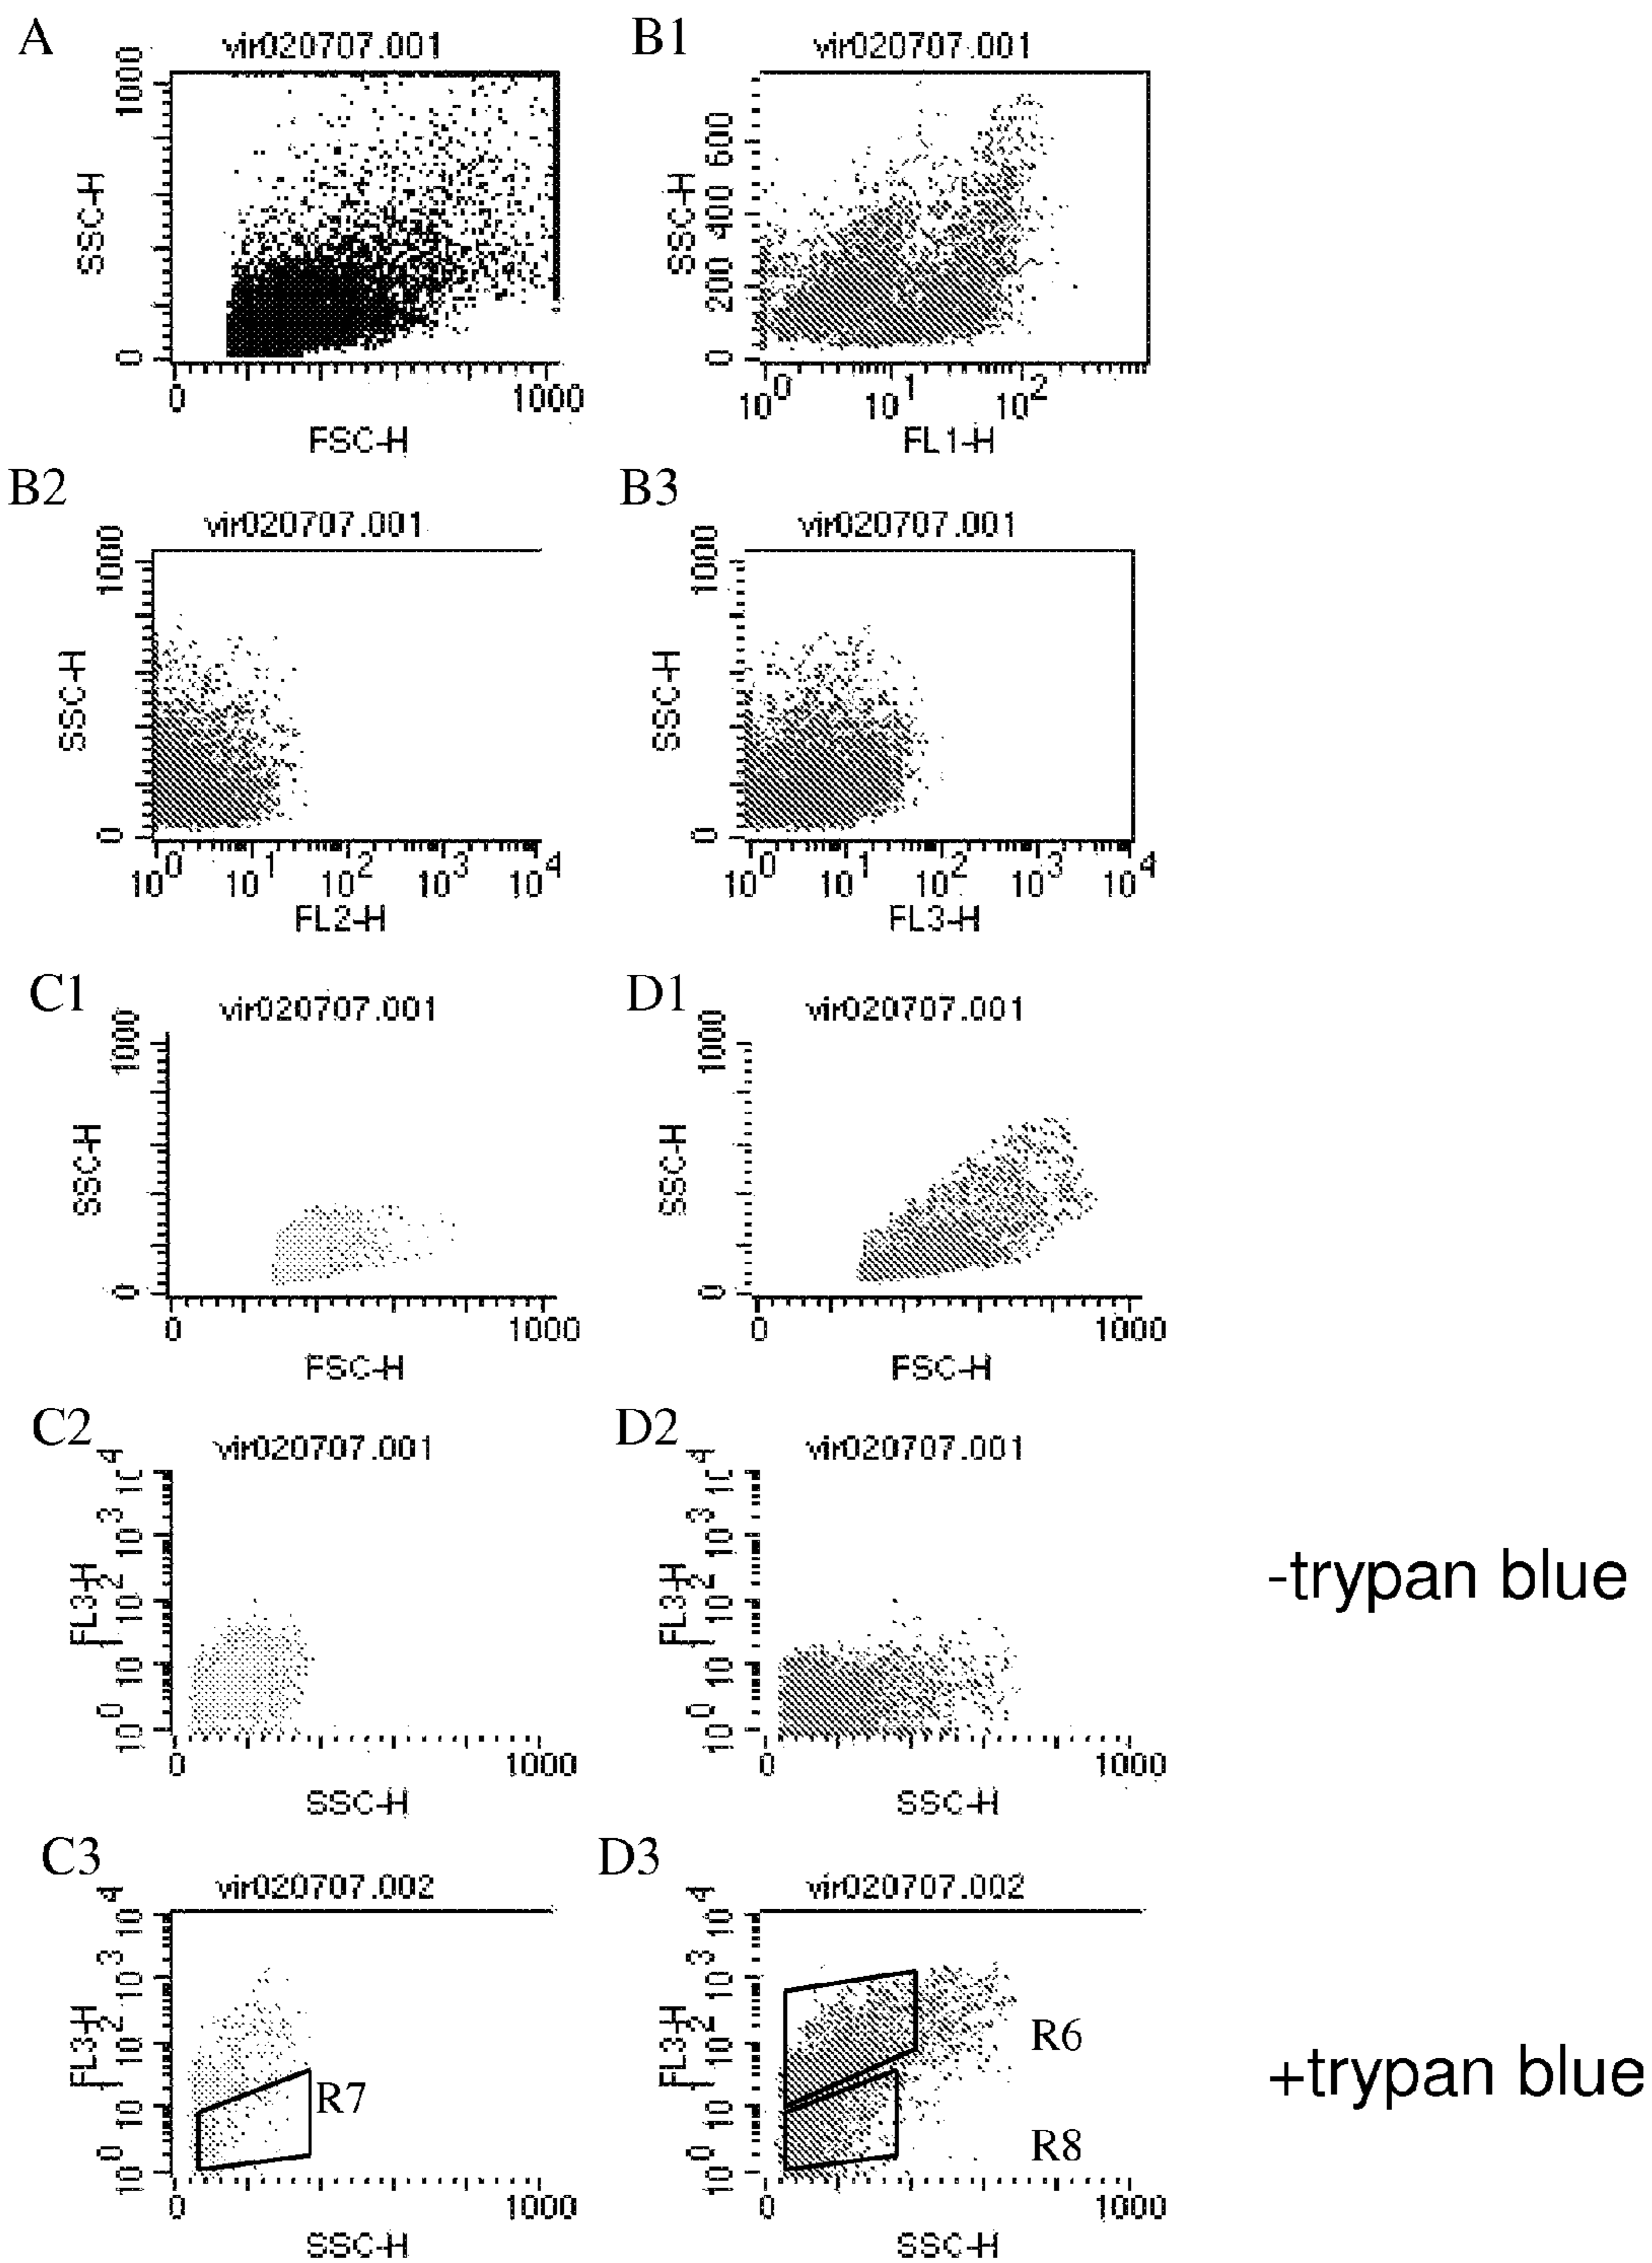 A
vir020707.001
1000
SSC-H
0
0
1000
FSC-H
B1
vir020707.001
600
400
200
0
SSC-H
10^0
10^1
10^2
FL1-H
B2
vir020707.001
1000
SSC-H
0
10^0
10^1
10^2
10^3
10^4
FL2-H
B3
vir020707.001
1000
SSC-H
0
10^0
10^1
10^2
10^3
10^4
FL3-H
C1
vir020707.001
1000
SSC-H
0
0
1000
FSC-H
D1
vir020707.001
1000
SSC-H
0
0
1000
FSC-H
C2
vir020707.001
10^4
10^3
10^2
10^1
10^0
FL3-H
0
1000
SSC-H
D2
vir020707.001
10^4
10^3
10^2
10^1
10^0
FL3-H
0
1000
SSC-H
-trypan blue
C3
vir020707.002
10^4
10^3
10^2
10^1
10^0
FL3-H
R7
0
1000
SSC-H
D3
vir020707.002
10^4
10^3
10^2
10^1
10^0
FL3-H
R6
R8
0
1000
SSC-H
+trypan blue